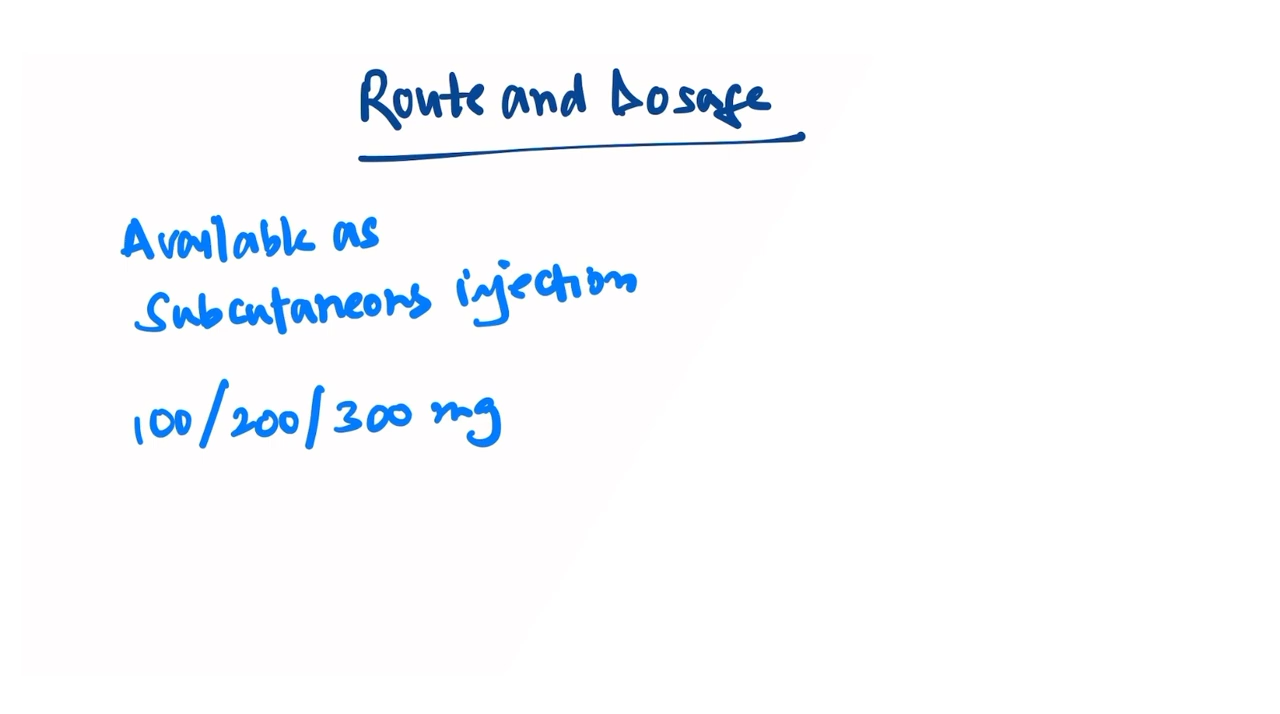 Route and Dosage
Available as
Subcutaneous injection
100/200/300 mg